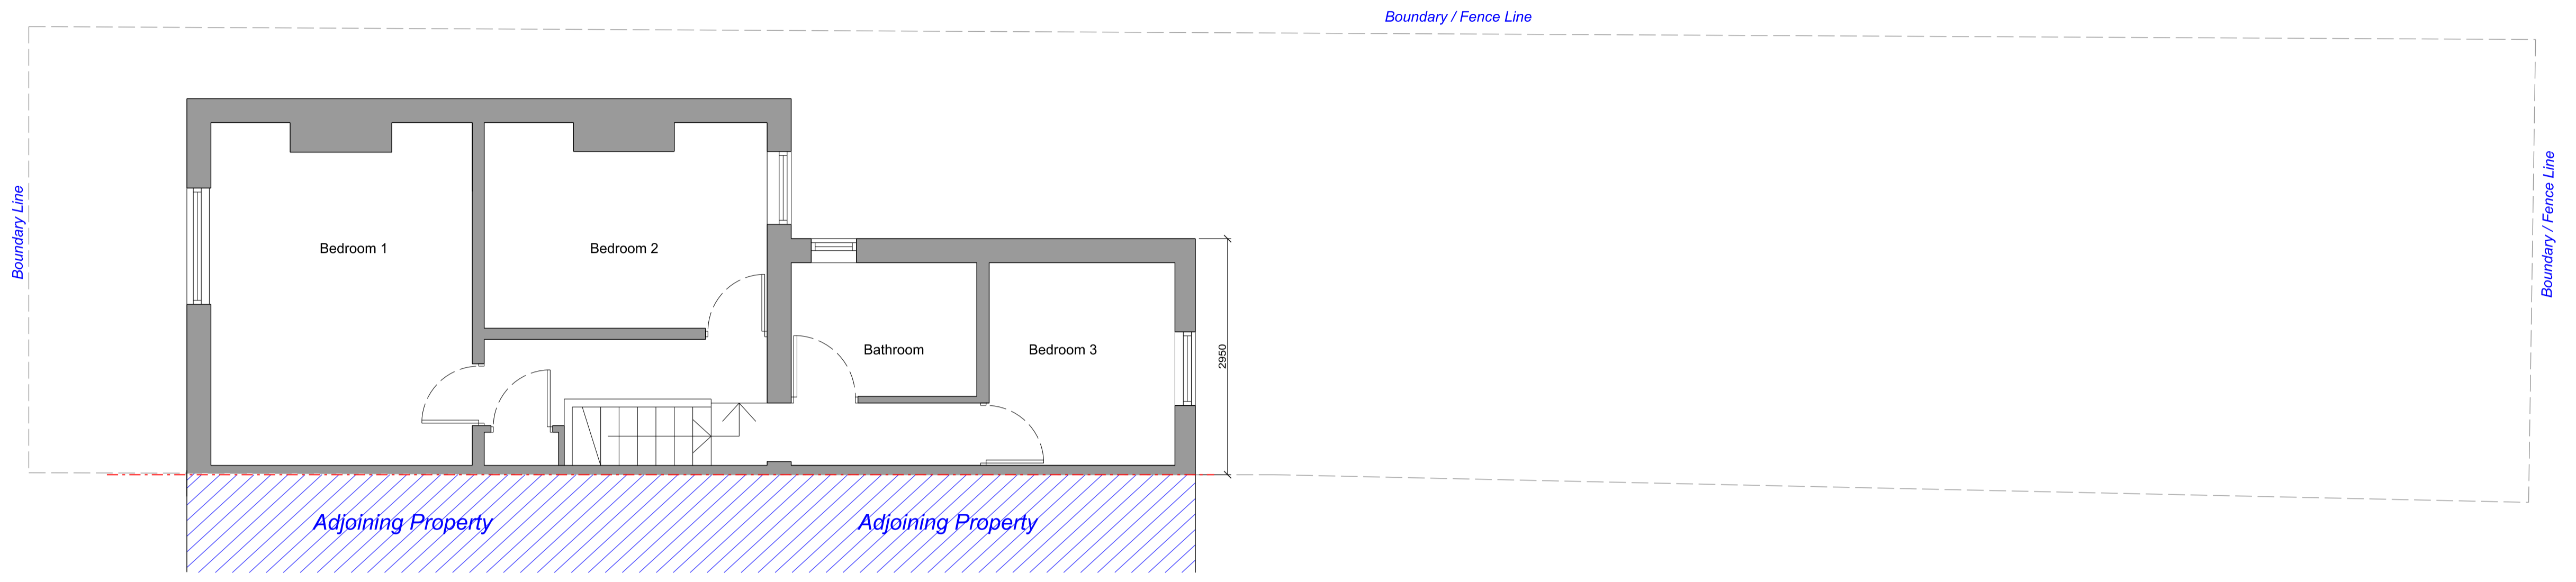 Boundary / Fence Line
Boundary Line
Bedroom 1
Bedroom 2
Bathroom
Bedroom 3
2950
Boundary / Fence Line
Adjoining Property
Adjoining Property